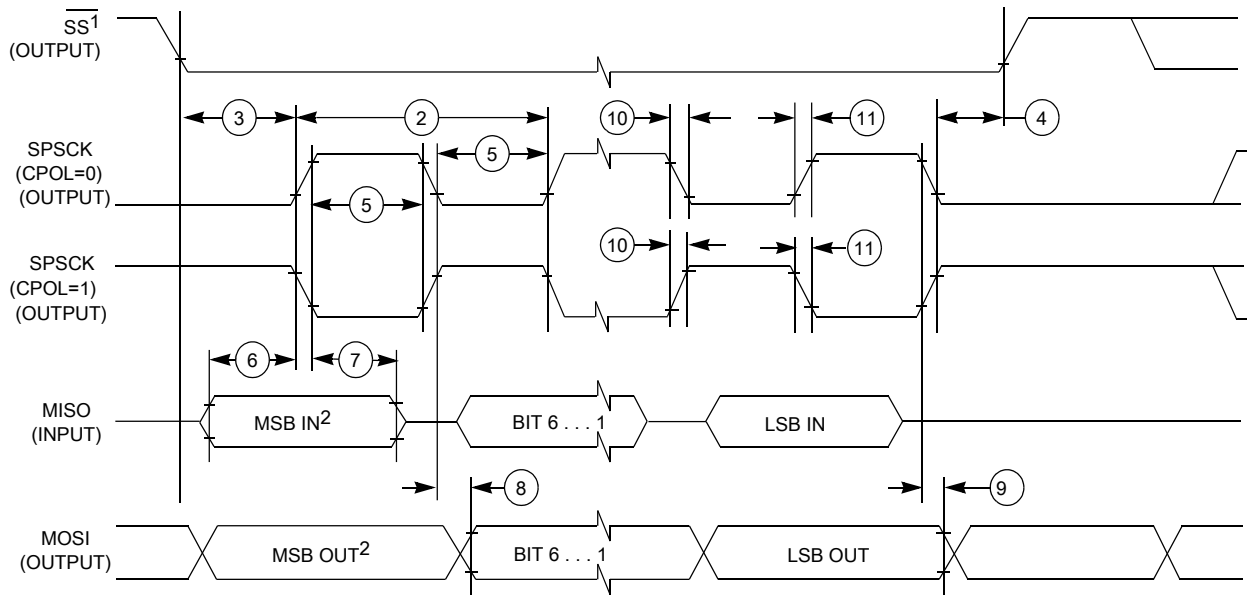 SS¹
(OUTPUT)
3
2
10
11
4
SPSCK
(CPOL=0)
(OUTPUT)
5
5
10
11
SPSCK
(CPOL=1)
(OUTPUT)
6
7
MISO
(INPUT)
MSB IN²
BIT 6 . . . 1
LSB IN
8
9
MOSI
(OUTPUT)
MSB OUT²
BIT 6 . . . 1
LSB OUT